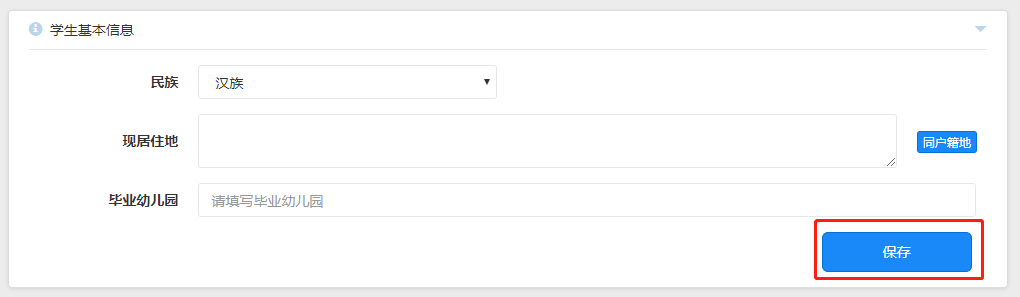 学生基本信息
民族 汉族
现居住地 同户籍地
毕业幼儿园 请填写毕业幼儿园
保存